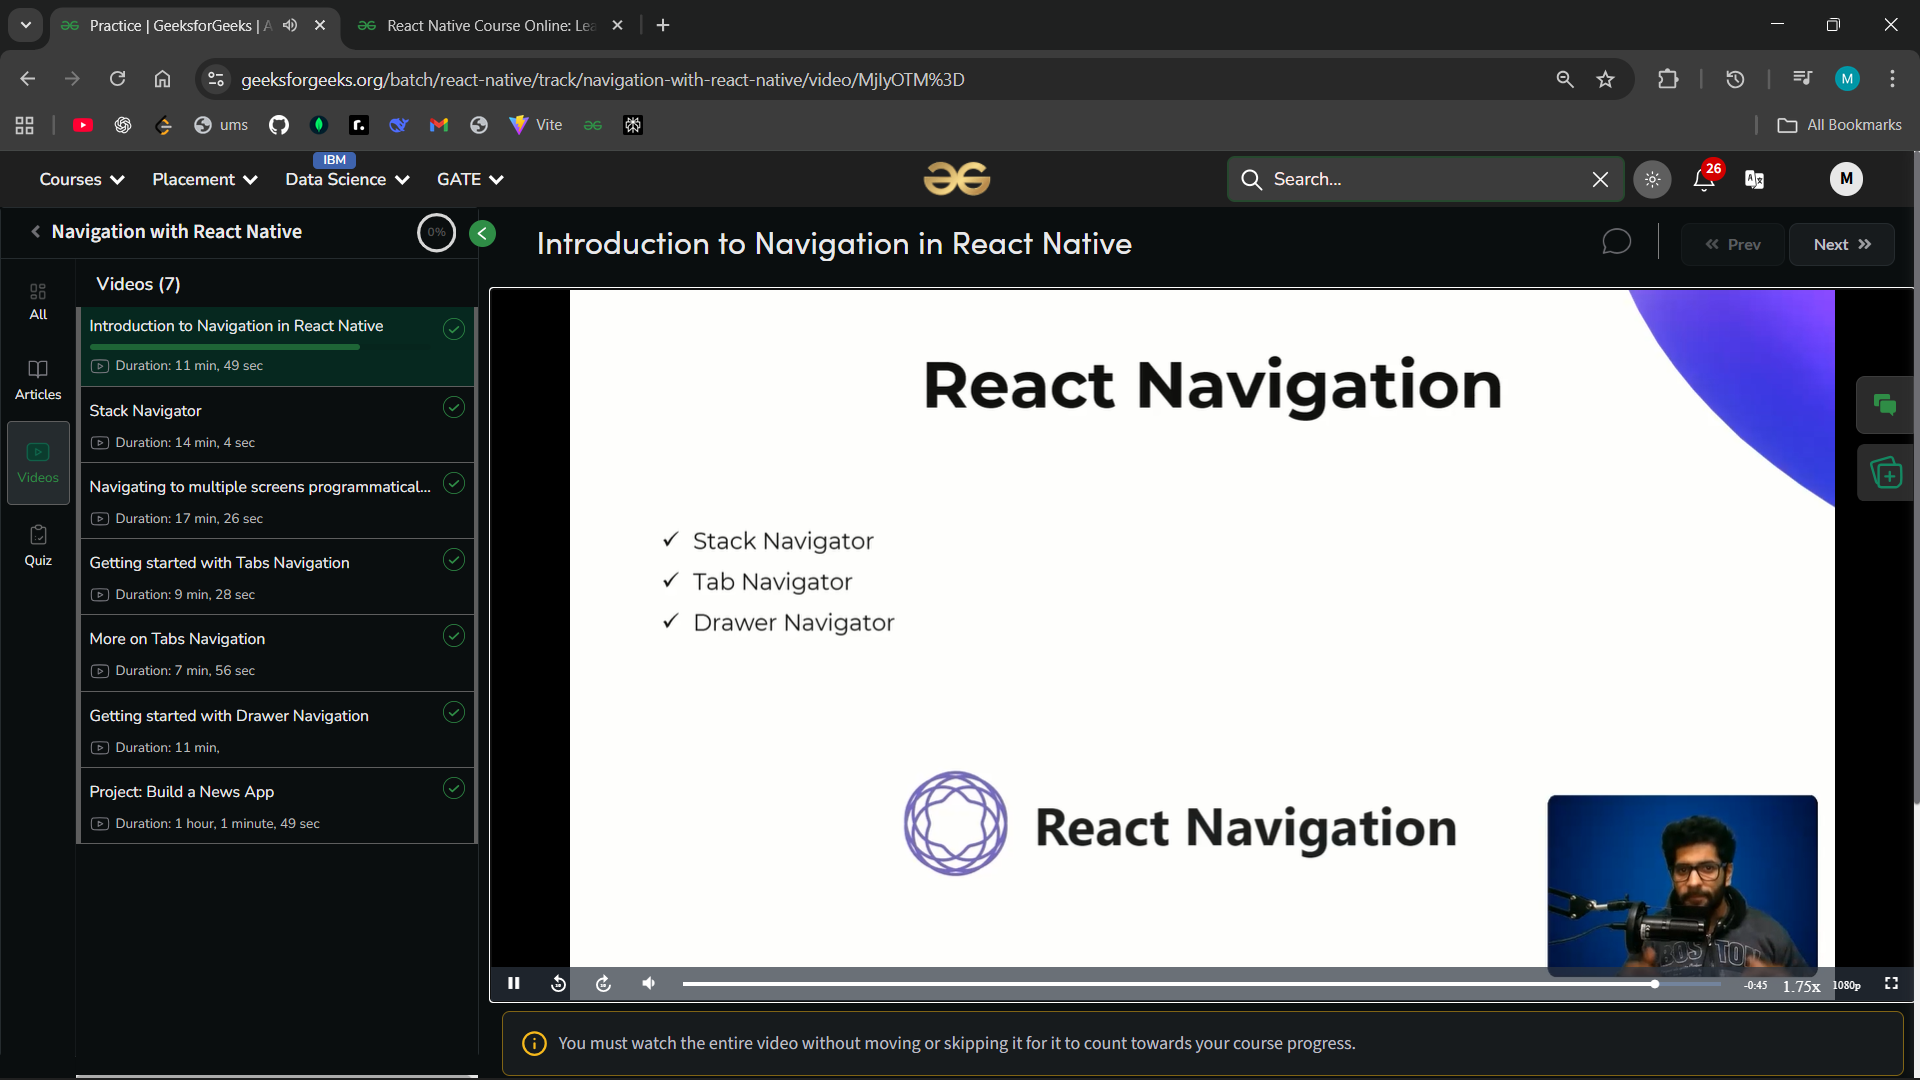 Practice | GeeksforGeeks | A
React Native Course Online: Lea
geeksforgeeks.org/batch/react-native/track/navigation-with-react-native/video/MjIyOTM%3D
M
ums
Vite
All Bookmarks
IBM
Courses
Placement
Data Science
GATE
Search...
26
M
Navigation with React Native
0%
Introduction to Navigation in React Native
Prev
Next
All
Articles
Videos
Quiz
Videos (7)
Introduction to Navigation in React Native
Duration: 11 min, 49 sec
Stack Navigator
Duration: 14 min, 4 sec
Navigating to multiple screens programmatical...
Duration: 17 min, 26 sec
Getting started with Tabs Navigation
Duration: 9 min, 28 sec
More on Tabs Navigation
Duration: 7 min, 56 sec
Getting started with Drawer Navigation
Duration: 11 min,
Project: Build a News App
Duration: 1 hour, 1 minute, 49 sec
React Navigation
✓ Stack Navigator
✓ Tab Navigator
✓ Drawer Navigator
React Navigation
BOSTON
-0:45
1.75x
1080p
You must watch the entire video without moving or skipping it for it to count towards your course progress.